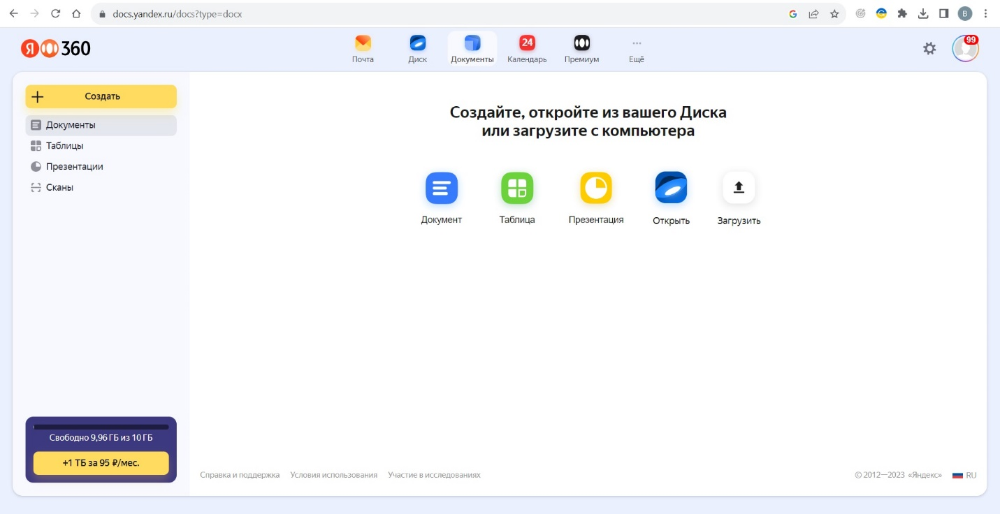 docs.yandex.ru/docs?type=docx
B
Я 360
Почта
Диск
Документы
24
Календарь
Премиум
Ещё
99
Создать
Документы
Таблицы
Презентации
Сканы
Создайте, откройте из вашего Диска
или загрузите с компьютера
Документ
Таблица
Презентация
Открыть
Загрузить
Свободно 9,96 ГБ из 10 ГБ
+1 ТБ за 95 ₽/мес.
Справка и поддержка
Условия использования
Участие в исследованиях
© 2012—2023 «Яндекс»
RU